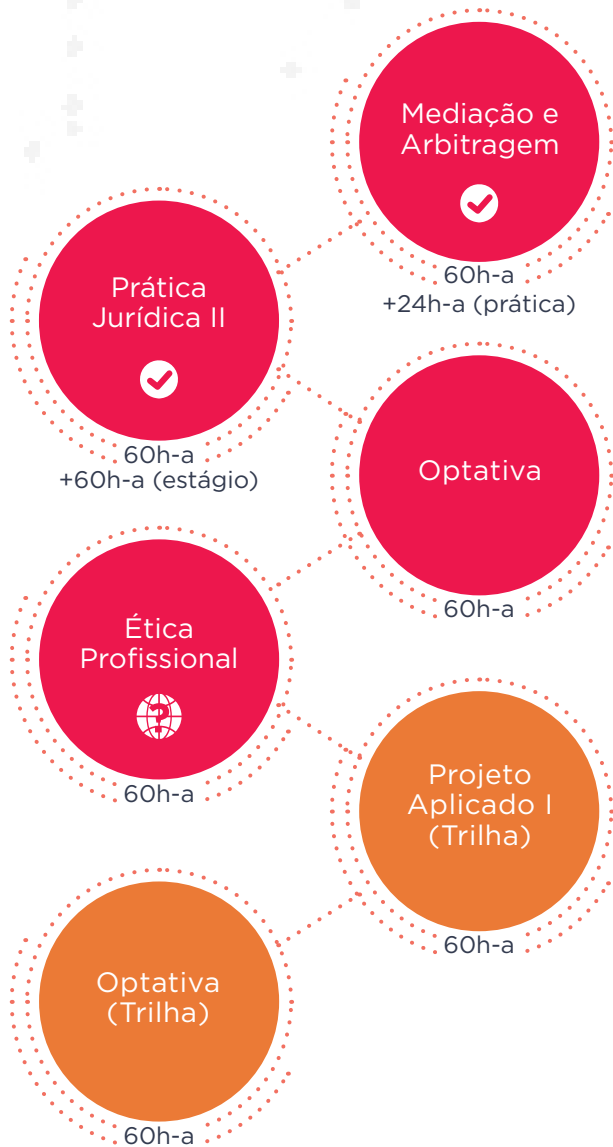 Mediação e
Arbitragem
60h-a
+24h-a (prática)
Prática
Jurídica II
60h-a
+60h-a (estágio)
Optativa
60h-a
Ética
Profissional
?
60h-a
Projeto
Aplicado I
(Trilha)
60h-a
Optativa
(Trilha)
60h-a